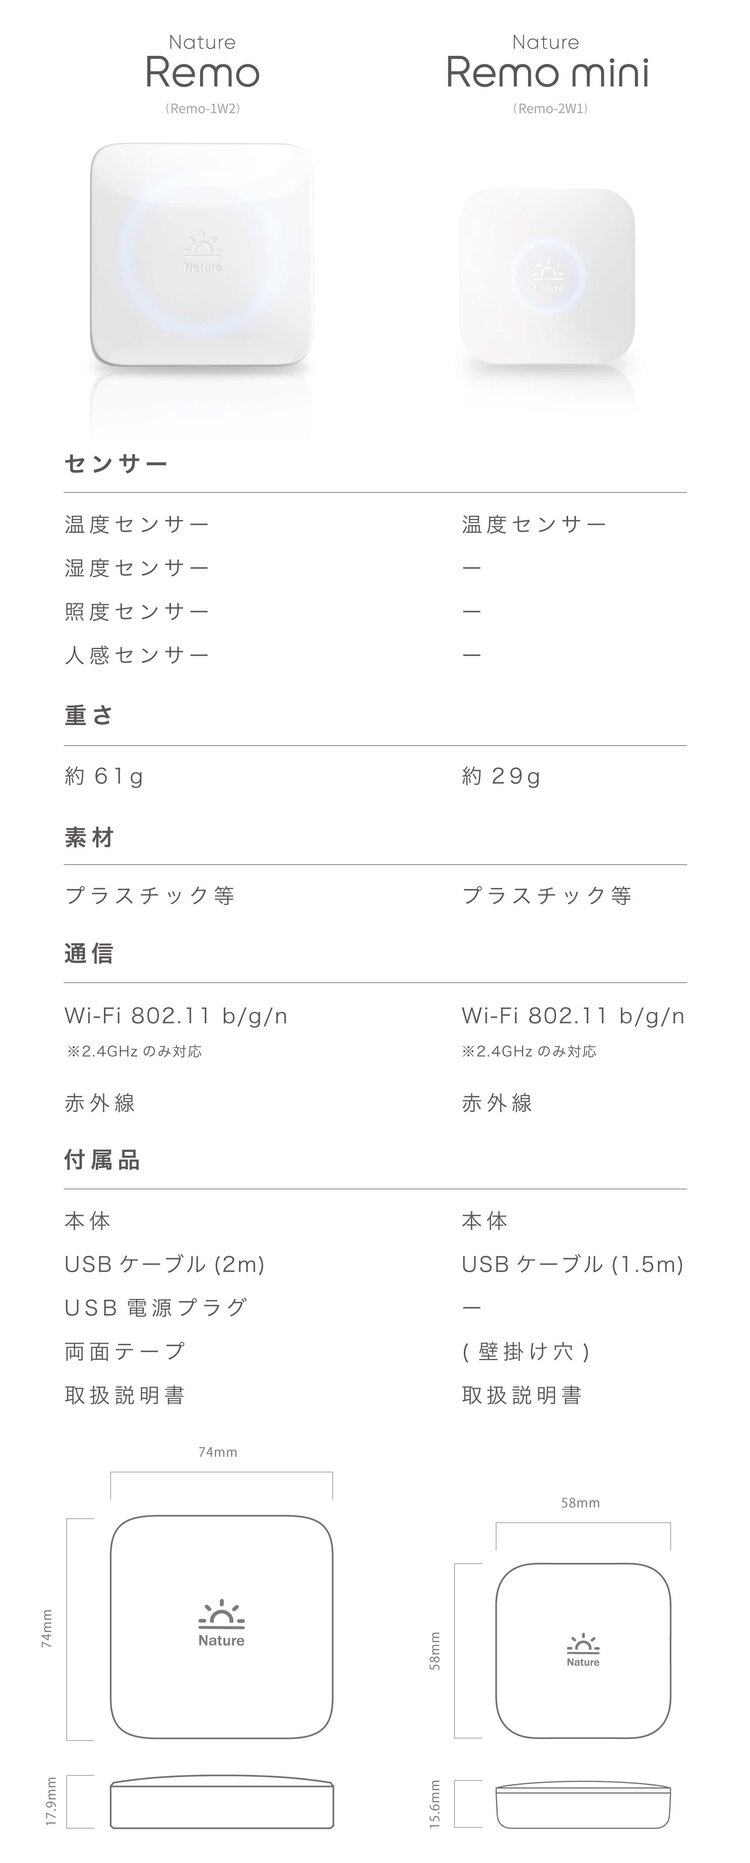 Nature
Remo
（Remo-1W2）
Nature
Remo mini
（Remo-2W1）
Nature
Nature
センサー
温度センサー 温度センサー
湿度センサー ー
照度センサー ー
人感センサー ー
重さ
約 61g 約 29g
素材
プラスチック等 プラスチック等
通信
Wi-Fi 802.11 b/g/n Wi-Fi 802.11 b/g/n
※2.4GHz のみ対応 ※2.4GHz のみ対応
赤外線 赤外線
付属品
本体 本体
USB ケーブル (2m) USB ケーブル (1.5m)
USB 電源プラグ ー
両面テープ ( 壁掛け穴 )
取扱説明書 取扱説明書
74mm
58mm
74mm
Nature
58mm
Nature
17.9mm
15.6mm